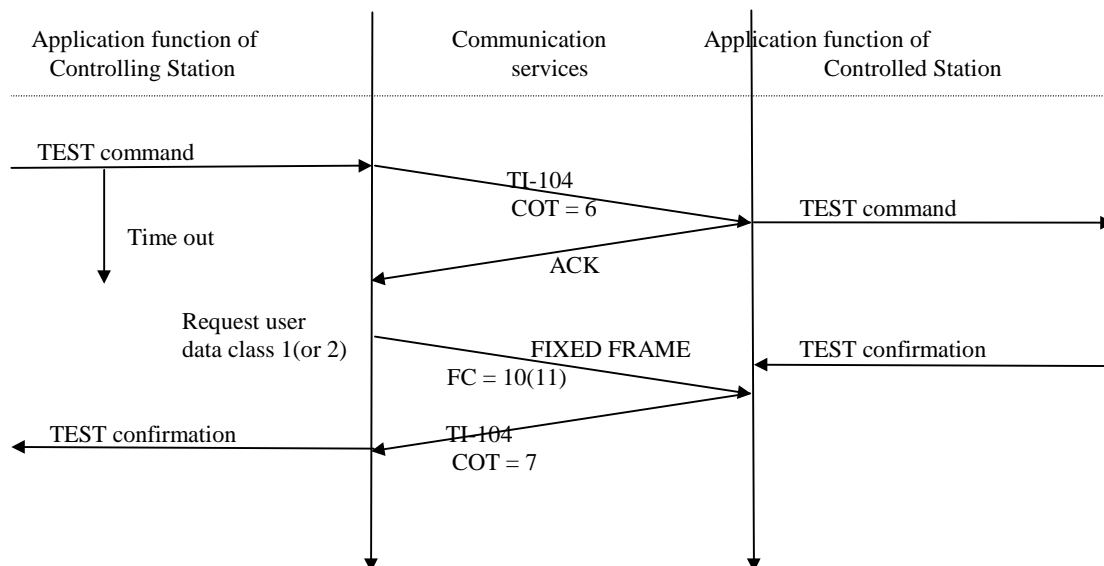 Application function of
Controlling Station
Communication
services
Application function of
Controlled Station
TEST command
TI-104
COT = 6
TEST command
Time out
ACK
Request user
data class 1(or 2)
FIXED FRAME
FC = 10(11)
TEST confirmation
TEST confirmation
TI-104
COT = 7